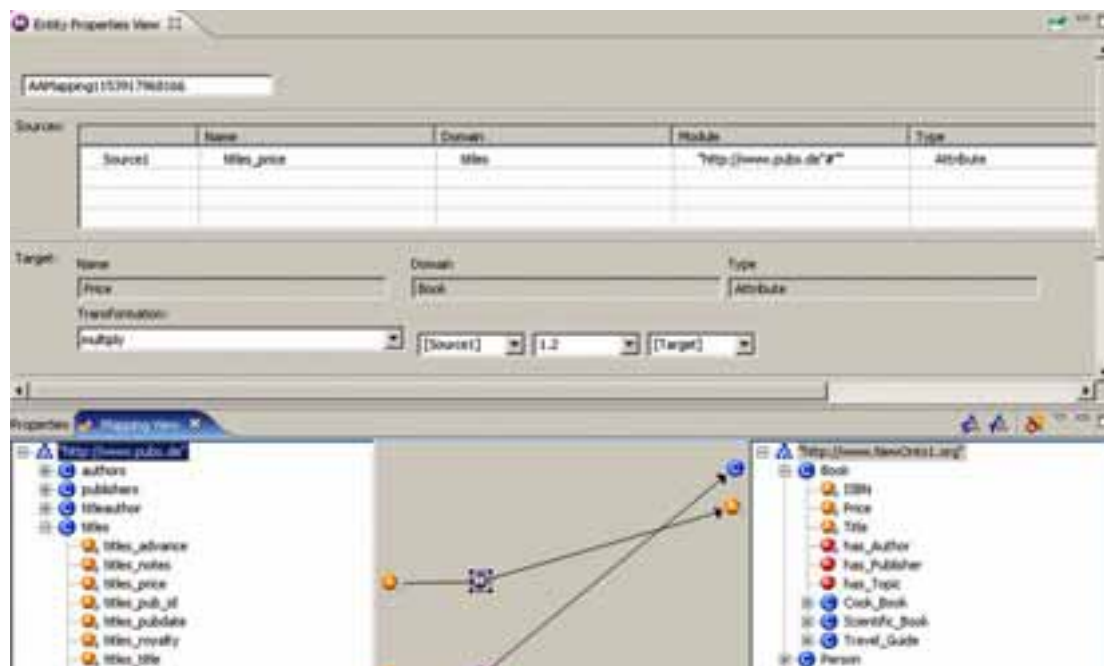 Entity Properties View
AAMapping1153917968166
Sources:
Name Domain Module Type
Source1 titles_price titles "http://www.pubs.de"#"" Attribute
Target: Name Domain Type
Price Book Attribute
Transformation:
multiply [Source1] 1.2 [Target]
Properties Mapping View
"http://www.pubs.de"
authors
publishers
titleauthor
titles
titles_advance
titles_notes
titles_price
titles_pub_id
titles_pubdate
titles_royalty
titles_title
"http://www.NewOnto1.org"
Book
ISBN
Price
Title
has_Author
has_Publisher
has_Topic
Cook_Book
Scientific_Book
Travel_Guide
Person